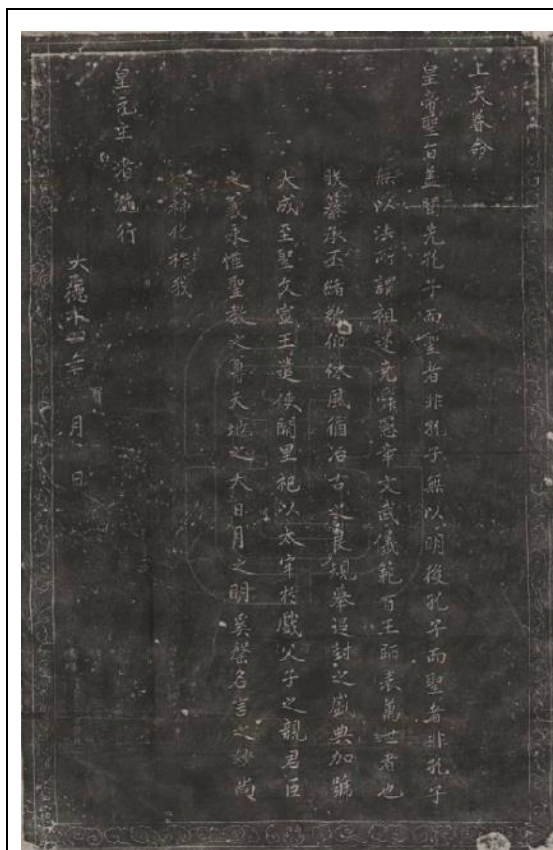 上天眷命
皇帝聖旨蓋聞先孔子而聖者非孔子無以明後孔子而聖者非孔子
無以法所謂祖述堯舜憲章文武儀範百王師表萬世者也
朕纂承丕緒敬仰休風循治古之良規舉追封之盛典加號
大成至聖文宣王遣使闕里祀以太牢於戲父子之親君臣
之義永惟聖教之尊天地之大日月之明奚罄名言之妙尚
資神化祚我
皇元主者施行
大德十一年 月 日